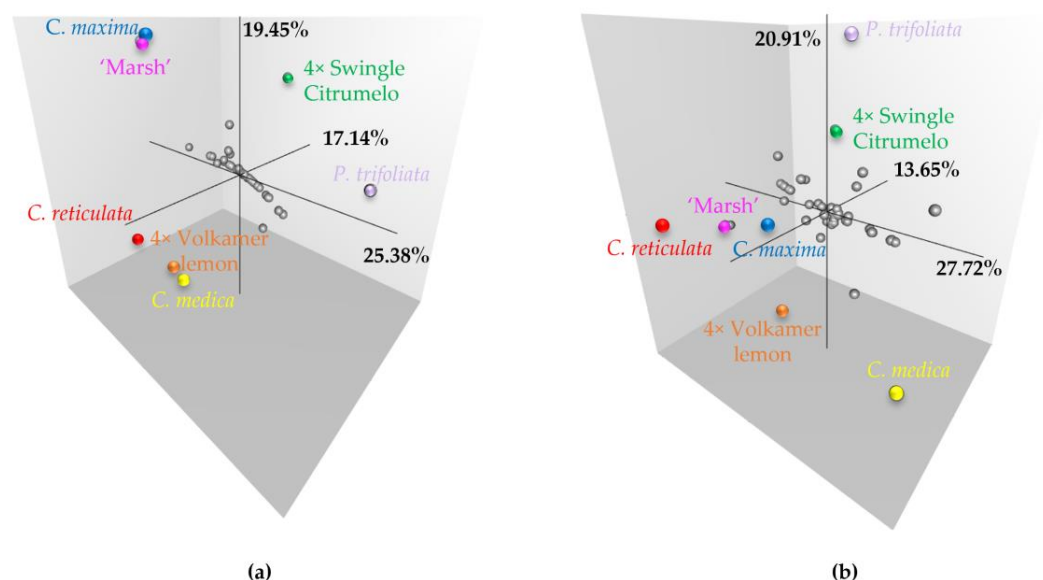 C. maxima
19.45%
'Marsh'
4× Swingle
Citrumelo
17.14%
P. trifoliata
C. reticulata
4× Volkamer
lemon
25.38%
C. medica
(a)
P. trifoliata
20.91%
4× Swingle
Citrumelo
13.65%
'Marsh'
C. reticulata
C. maxima
27.72%
4× Volkamer
lemon
C. medica
(b)